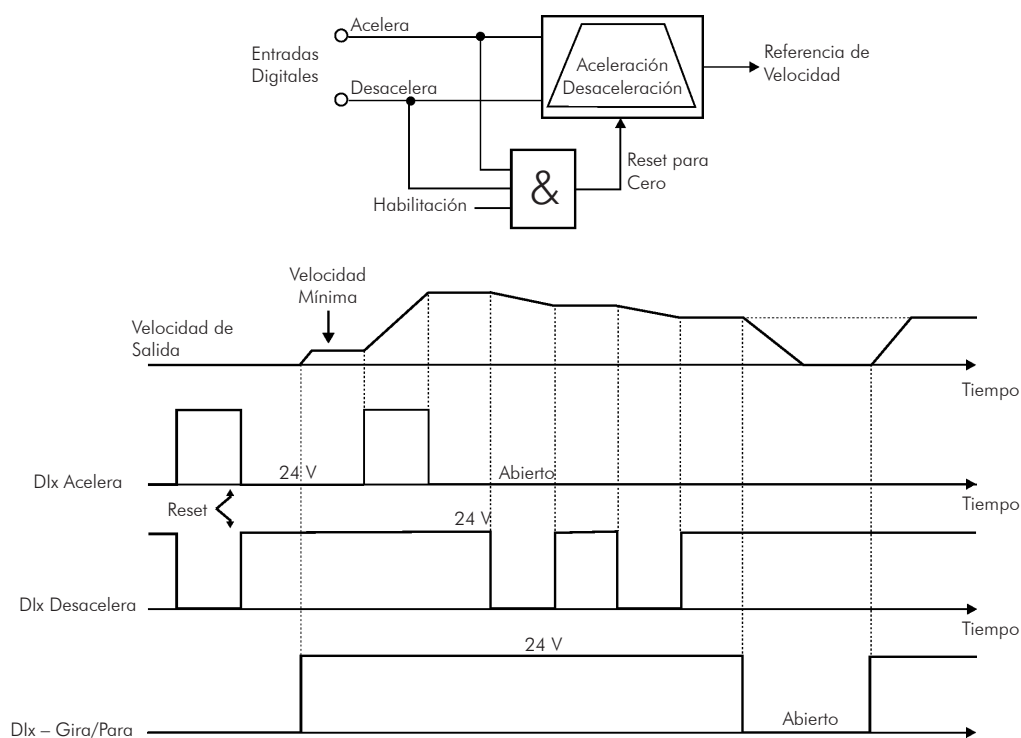 Acelera
Entradas
Digitales
Desacelera
Aceleración
Desaceleración
Referencia de
Velocidad
Reset para
Cero
&
Habilitación
Velocidad
Mínima
Velocidad de
Salida
Tiempo
24 V
Abierto
DIx Acelera
Tiempo
Reset
24 V
DIx Desacelera
Tiempo
24 V
Abierto
DIx – Gira/Para